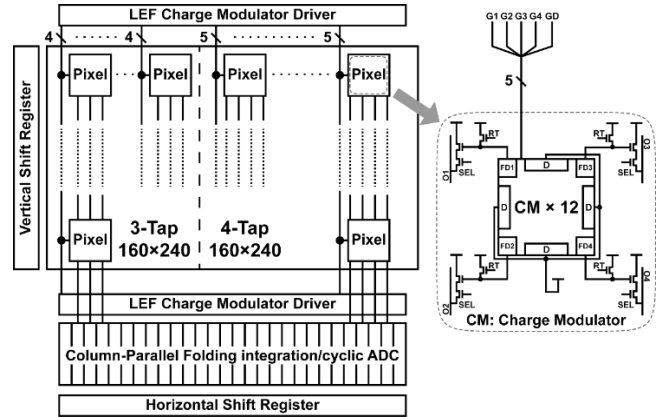 LEF Charge Modulator Driver
4 4 5 5
Pixel Pixel Pixel Pixel
Vertical Shift Register
Pixel Pixel
3-Tap 4-Tap
160×240 160×240
LEF Charge Modulator Driver
Column-Parallel Folding integration/cyclic ADC
Horizontal Shift Register
G1 G2 G3 G4 GD
5
RT RT
O1 O3
SEL SEL
FD1 D FD3
D CM × 12 D
FD2 D FD4
RT RT
O2 O4
SEL SEL
CM: Charge Modulator